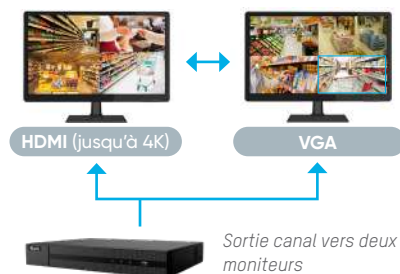 HDMI (jusqu'à 4K)
VGA
Sortie canal vers deux
moniteurs